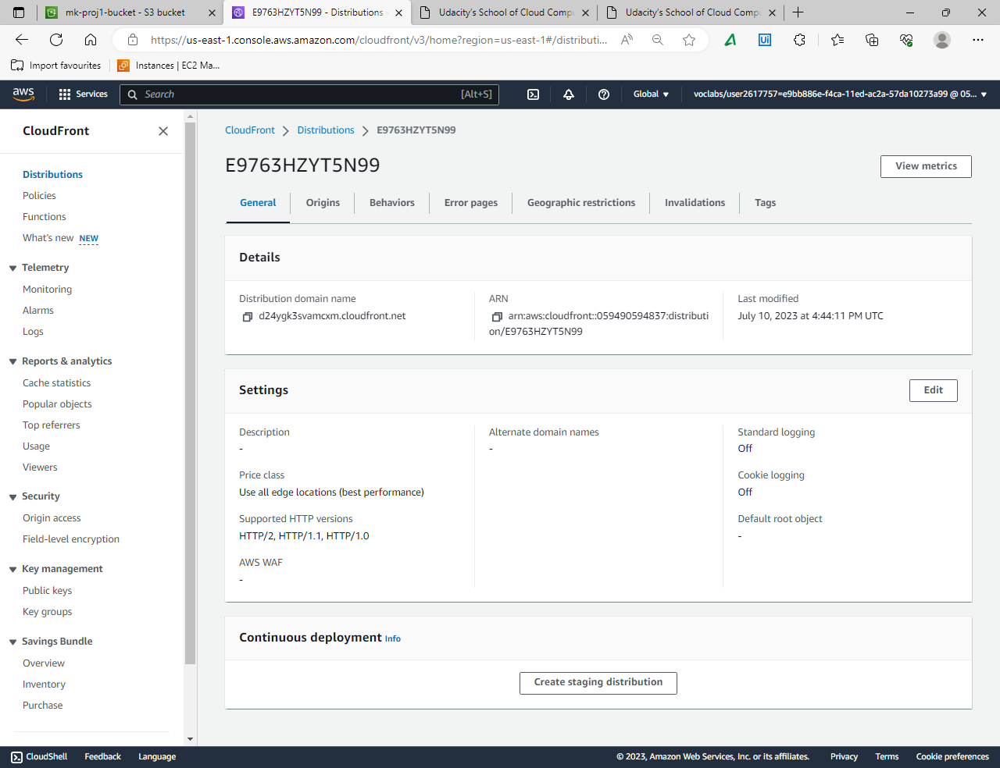 mk-proj1-bucket - S3 bucket
E9763HZYT5N99 - Distributions -
Udacity's School of Cloud Compu
Udacity's School of Cloud Compu
https://us-east-1.console.aws.amazon.com/cloudfront/v3/home?region=us-east-1#/distributi...
Import favourites
Instances | EC2 Ma...
aws
Services
Search
[Alt+S]
Global
voclabs/user2617757=e9bb886e-f4ca-11ed-ac2a-57da10273a99 @ 05...
CloudFront
Distributions
Policies
Functions
What's new NEW
Telemetry
Monitoring
Alarms
Logs
Reports & analytics
Cache statistics
Popular objects
Top referrers
Usage
Viewers
Security
Origin access
Field-level encryption
Key management
Public keys
Key groups
Savings Bundle
Overview
Inventory
Purchase
CloudFront > Distributions > E9763HZYT5N99
E9763HZYT5N99
View metrics
General
Origins
Behaviors
Error pages
Geographic restrictions
Invalidations
Tags
Details
Distribution domain name
d24ygk3svamcxm.cloudfront.net
ARN
arn:aws:cloudfront::059490594837:distributi
on/E9763HZYT5N99
Last modified
July 10, 2023 at 4:44:11 PM UTC
Settings
Edit
Description
-
Price class
Use all edge locations (best performance)
Supported HTTP versions
HTTP/2, HTTP/1.1, HTTP/1.0
AWS WAF
-
Alternate domain names
-
Standard logging
Off
Cookie logging
Off
Default root object
-
Continuous deployment Info
Create staging distribution
CloudShell
Feedback
Language
© 2023, Amazon Web Services, Inc. or its affiliates.
Privacy
Terms
Cookie preferences